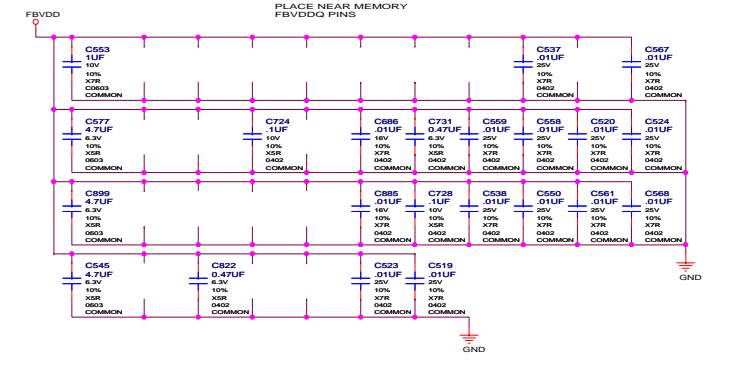 PLACE NEAR MEMORY
FBVDDQ PINS
FBVDD
C553
1UF
10V
10%
X7R
C0603
COMMON
C537
.01UF
25V
10%
X7R
0402
COMMON
C567
.01UF
25V
10%
X7R
0402
COMMON
C577
4.7UF
6.3V
10%
X5R
0603
COMMON
C724
.1UF
10V
10%
X5R
0402
COMMON
C686
.01UF
16V
10%
X7R
0402
COMMON
C731
0.47UF
6.3V
10%
X5R
0402
COMMON
C559
.01UF
25V
10%
X7R
0402
COMMON
C558
.01UF
25V
10%
X7R
0402
COMMON
C520
.01UF
25V
10%
X7R
0402
COMMON
C524
.01UF
25V
10%
X7R
0402
COMMON
C899
4.7UF
6.3V
10%
X5R
0603
COMMON
C885
.01UF
16V
10%
X7R
0402
COMMON
C728
.1UF
10V
10%
X5R
0402
COMMON
C538
.01UF
25V
10%
X7R
0402
COMMON
C550
.01UF
25V
10%
X7R
0402
COMMON
C561
.01UF
25V
10%
X7R
0402
COMMON
C568
.01UF
25V
10%
X7R
0402
COMMON
C545
4.7UF
6.3V
10%
X5R
0603
COMMON
C822
0.47UF
6.3V
10%
X5R
0402
COMMON
C523
.01UF
25V
10%
X7R
0402
COMMON
C519
.01UF
25V
10%
X7R
0402
COMMON
GND
GND